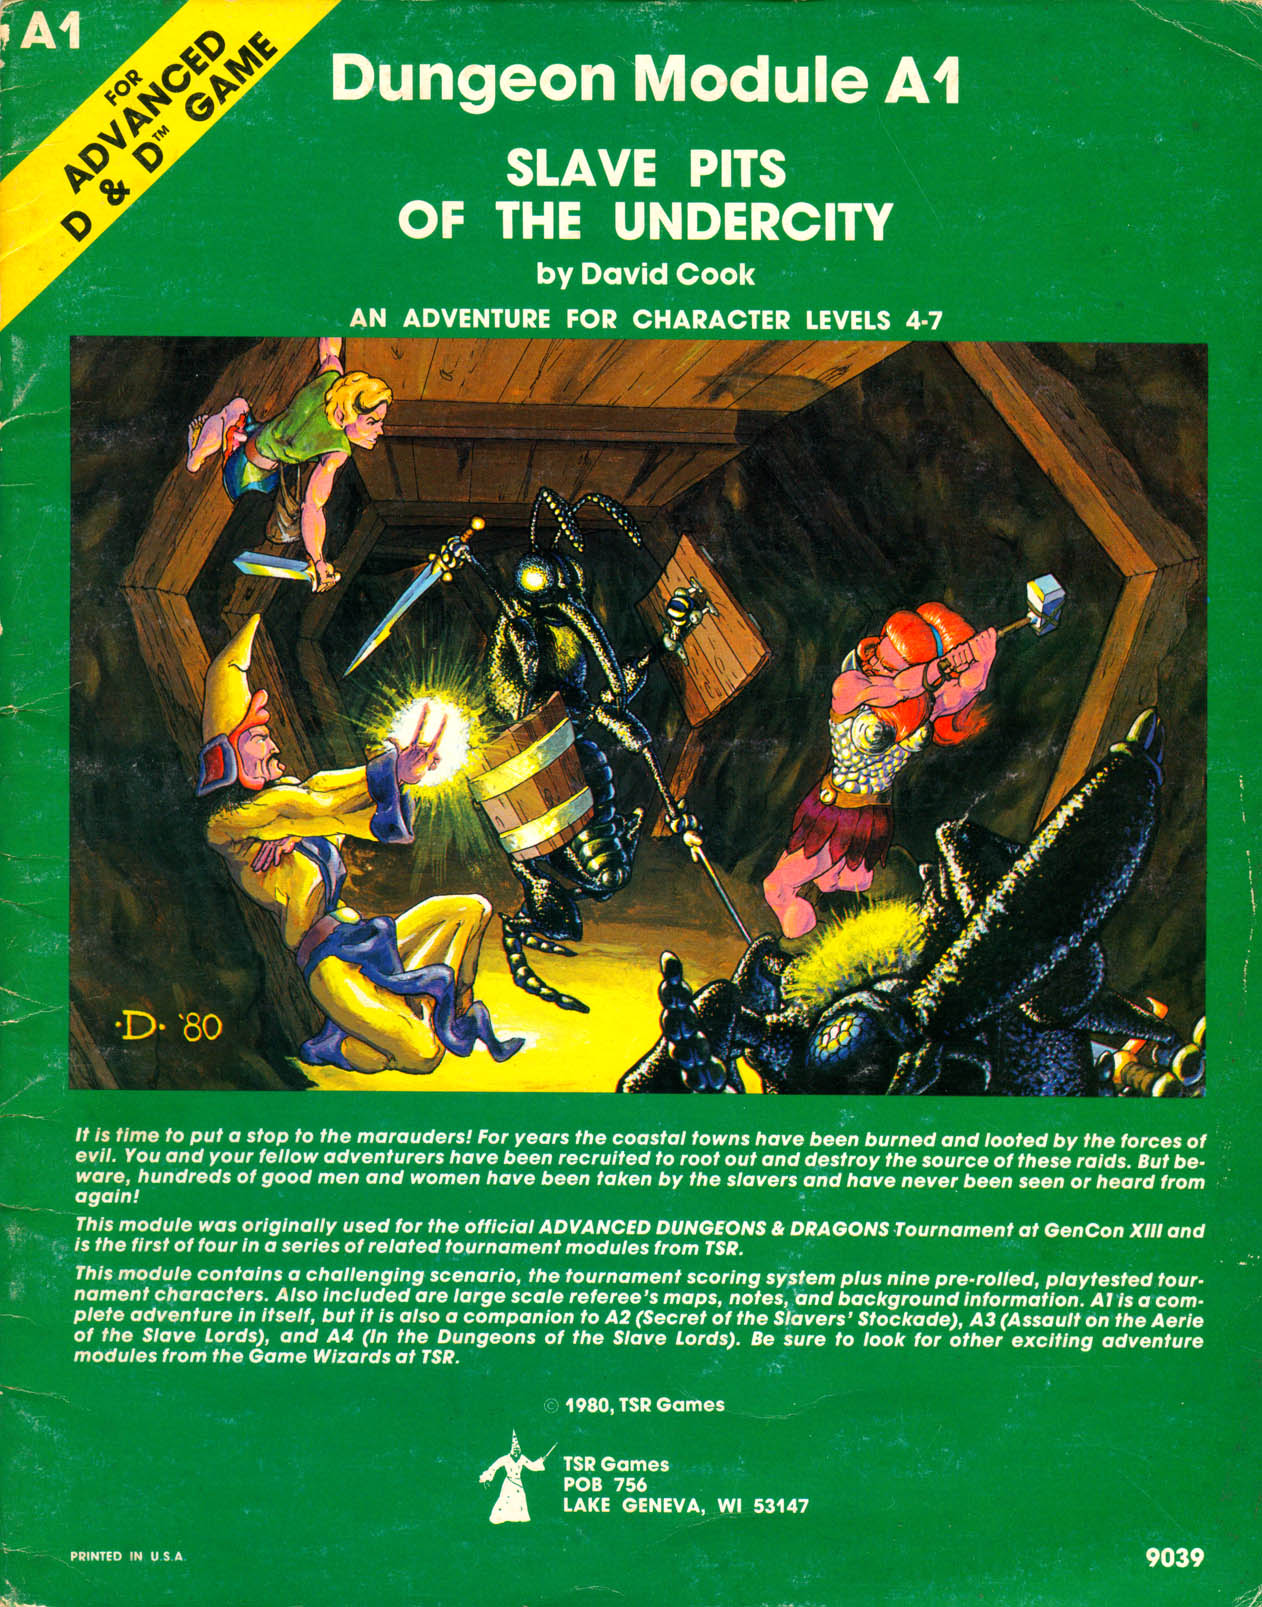 A1
FOR
ADVANCED
D & D™ GAME
Dungeon Module A1
SLAVE PITS
OF THE UNDERCITY
by David Cook
AN ADVENTURE FOR CHARACTER LEVELS 4-7
·D· '80
It is time to put a stop to the marauders! For years the coastal towns have been burned and looted by the forces of
evil. You and your fellow adventurers have been recruited to root out and destroy the source of these raids. But be-
ware, hundreds of good men and women have been taken by the slavers and have never been seen or heard from
again!
This module was originally used for the official ADVANCED DUNGEONS & DRAGONS Tournament at GenCon XIII and
is the first of four in a series of related tournament modules from TSR.
This module contains a challenging scenario, the tournament scoring system plus nine pre-rolled, playtested tour-
nament characters. Also included are large scale referee's maps, notes, and background information. A1 is a com-
plete adventure in itself, but it is also a companion to A2 (Secret of the Slavers' Stockade), A3 (Assault on the Aerie
of the Slave Lords), and A4 (In the Dungeons of the Slave Lords). Be sure to look for other exciting adventure
modules from the Game Wizards at TSR.
© 1980, TSR Games
TSR Games
POB 756
LAKE GENEVA, WI 53147
PRINTED IN U.S.A.
9039